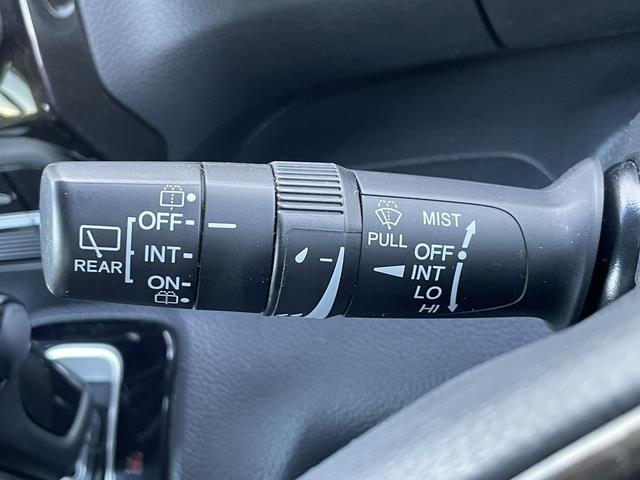 REAR
OFF
INT
ON
PULL
MIST
OFF
INT
LO
HI